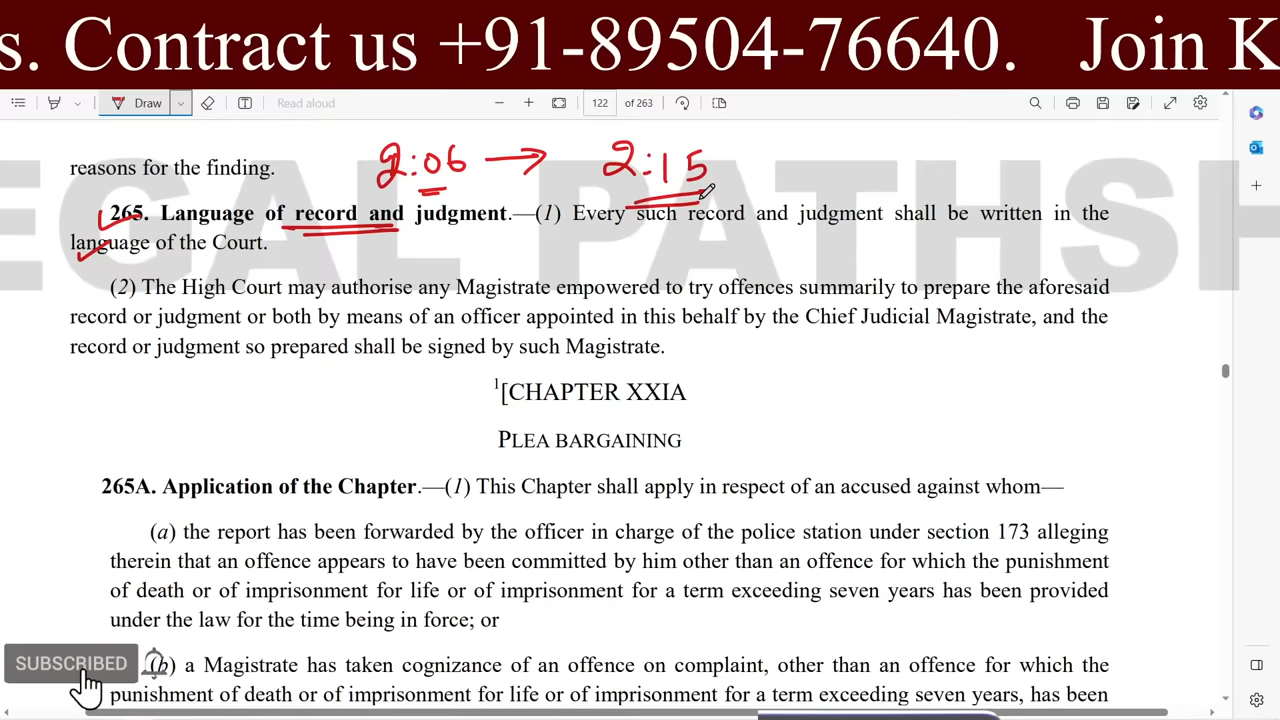 s. Contract us +91-89504-76640. Join K
Draw
Read aloud
122 of 263
reasons for the finding.
2:06 → 2:15
265. Language of record and judgment.—(1) Every such record and judgment shall be written in the
language of the Court.
EGAL PATHSH
(2) The High Court may authorise any Magistrate empowered to try offences summarily to prepare the aforesaid
record or judgment or both by means of an officer appointed in this behalf by the Chief Judicial Magistrate, and the
record or judgment so prepared shall be signed by such Magistrate.
1[CHAPTER XXIA
PLEA BARGAINING
265A. Application of the Chapter.—(1) This Chapter shall apply in respect of an accused against whom—
(a) the report has been forwarded by the officer in charge of the police station under section 173 alleging
therein that an offence appears to have been committed by him other than an offence for which the punishment
of death or of imprisonment for life or of imprisonment for a term exceeding seven years has been provided
under the law for the time being in force; or
SUBSCRIBED
(b) a Magistrate has taken cognizance of an offence on complaint, other than an offence for which the
punishment of death or of imprisonment for life or of imprisonment for a term exceeding seven years, has been